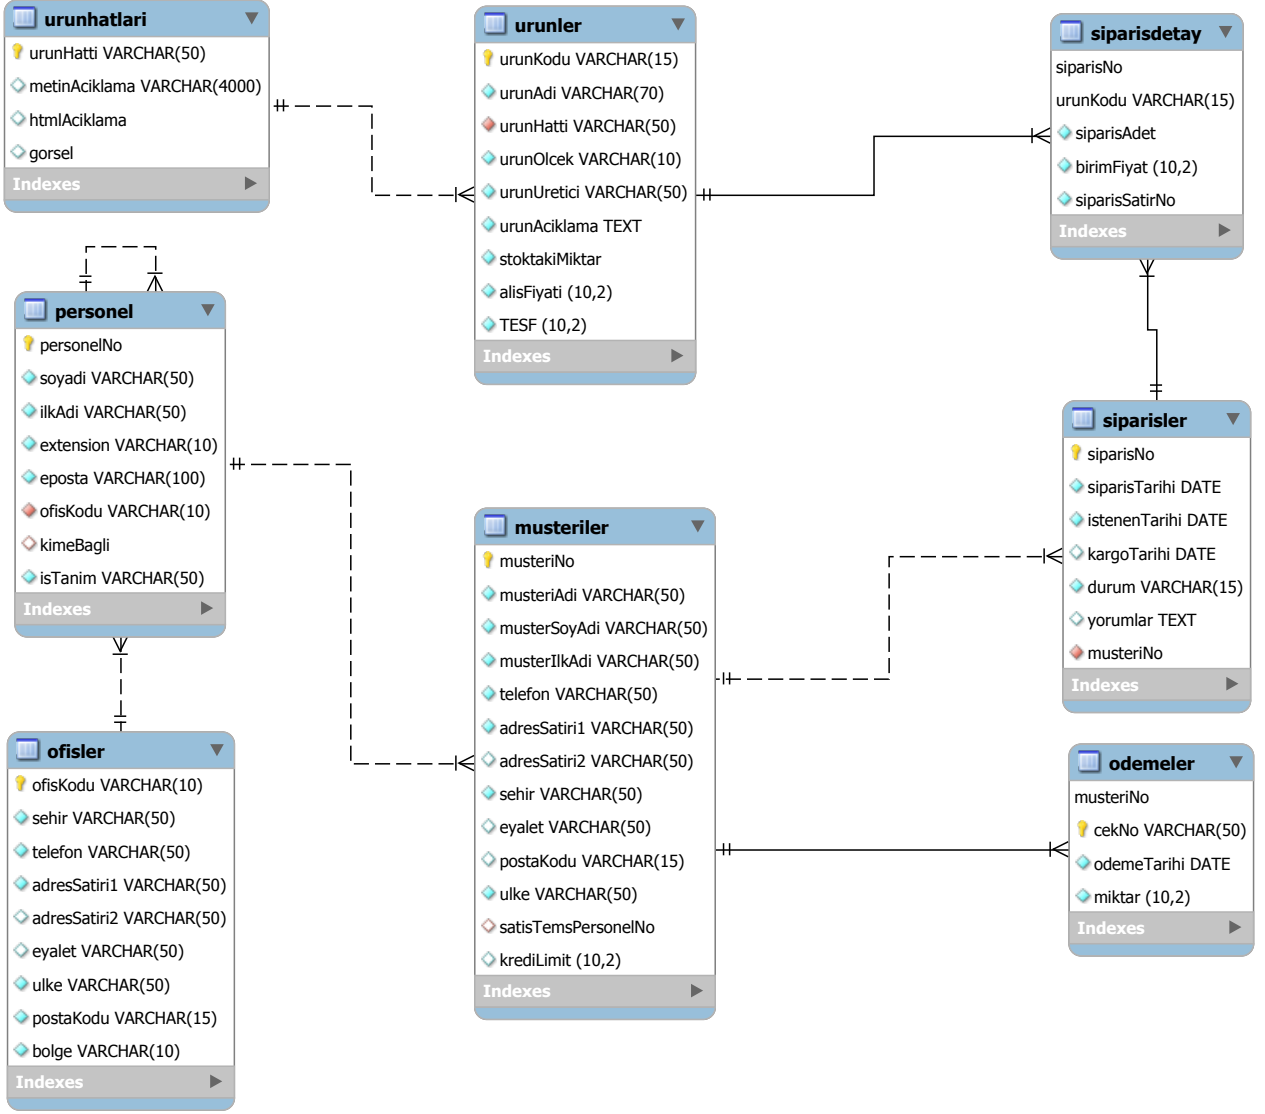 urunhatlari
urunHatti VARCHAR(50)
metinAciklama VARCHAR(4000)
htmlAciklama
gorsel
Indexes
urunler
urunKodu VARCHAR(15)
urunAdi VARCHAR(70)
urunHatti VARCHAR(50)
urunOlcek VARCHAR(10)
urunUretici VARCHAR(50)
urunAciklama TEXT
stoktakiMiktar
alisFiyati (10,2)
TESF (10,2)
Indexes
siparisdetay
siparisNo
urunKodu VARCHAR(15)
siparisAdet
birimFiyat (10,2)
siparisSatirNo
Indexes
personel
personelNo
soyadi VARCHAR(50)
ilkAdi VARCHAR(50)
extension VARCHAR(10)
eposta VARCHAR(100)
ofisKodu VARCHAR(10)
kimeBagli
isTanim VARCHAR(50)
Indexes
musteriler
musteriNo
musteriAdi VARCHAR(50)
musterSoyAdi VARCHAR(50)
musterIlkAdi VARCHAR(50)
telefon VARCHAR(50)
adresSatiri1 VARCHAR(50)
adresSatiri2 VARCHAR(50)
sehir VARCHAR(50)
eyalet VARCHAR(50)
postaKodu VARCHAR(15)
ulke VARCHAR(50)
satisTemsPersonelNo
krediLimit (10,2)
Indexes
siparisler
siparisNo
siparisTarihi DATE
istenenTarihi DATE
kargoTarihi DATE
durum VARCHAR(15)
yorumlar TEXT
musteriNo
Indexes
ofisler
ofisKodu VARCHAR(10)
sehir VARCHAR(50)
telefon VARCHAR(50)
adresSatiri1 VARCHAR(50)
adresSatiri2 VARCHAR(50)
eyalet VARCHAR(50)
ulke VARCHAR(50)
postaKodu VARCHAR(15)
bolge VARCHAR(10)
Indexes
odemeler
musteriNo
cekNo VARCHAR(50)
odemeTarihi DATE
miktar (10,2)
Indexes